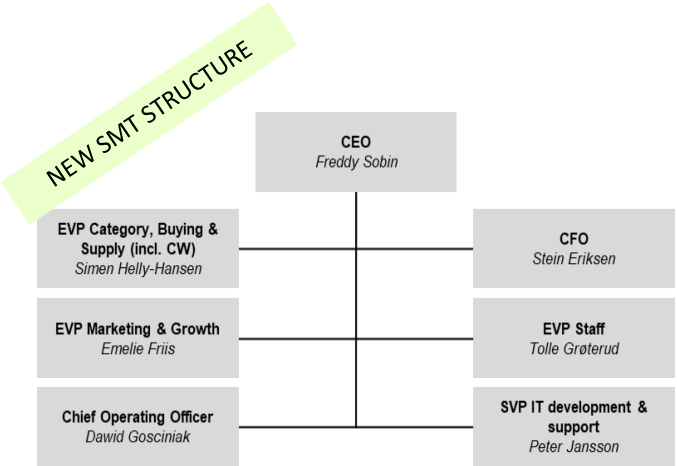 NEW SMT STRUCTURE
CEO
Freddy Sobin
EVP Category, Buying &
Supply (incl. CW)
Simen Helly-Hansen
CFO
Stein Eriksen
EVP Marketing & Growth
Emelie Friis
EVP Staff
Tolle Grøterud
Chief Operating Officer
Dawid Gosciniak
SVP IT development &
support
Peter Jansson